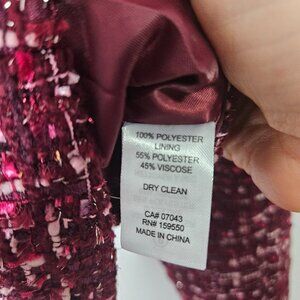 100% POLYESTER
LINING
55% POLYESTER
45% VISCOSE
DRY CLEAN
CA# 07043
RN# 159550
MADE IN CHINA